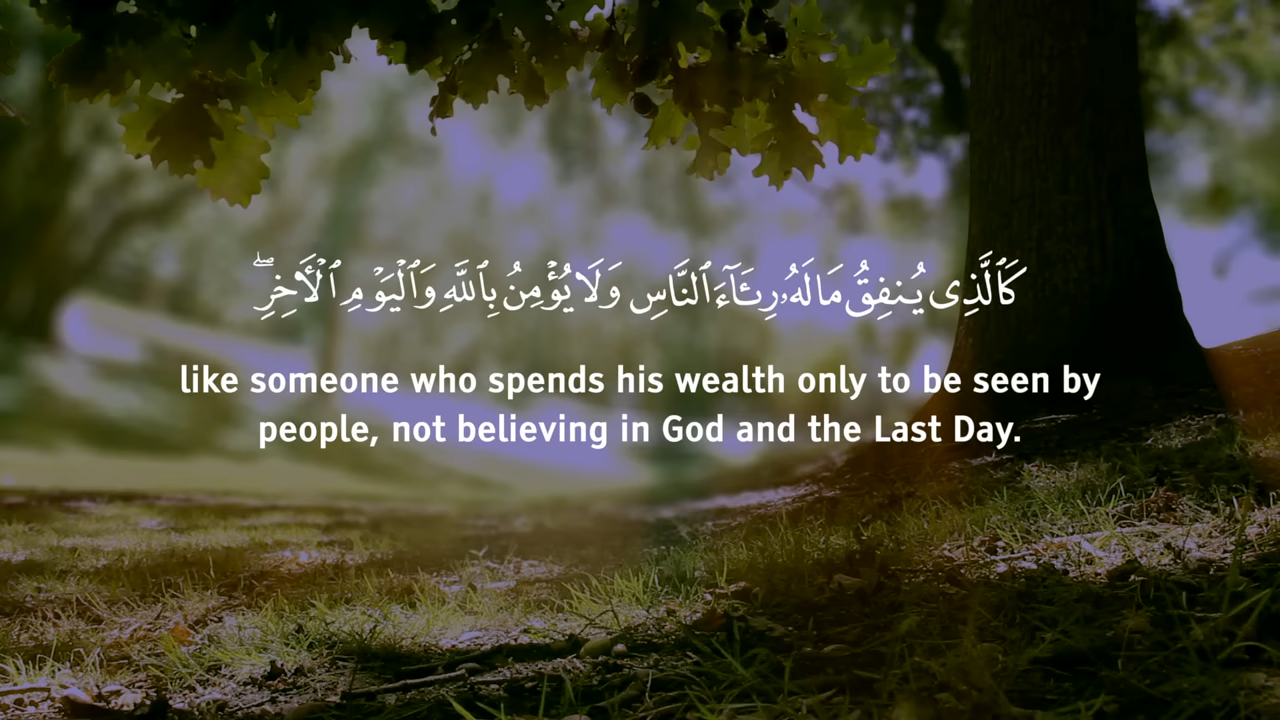 كَٱلَّذِى يُنفِقُ مَالَهُۥ رِئَآءَ ٱلنَّاسِ وَلَا يُؤْمِنُ بِٱللَّهِ وَٱلْيَوْمِ ٱلْأَخِرِ ۖ
like someone who spends his wealth only to be seen by
people, not believing in God and the Last Day.